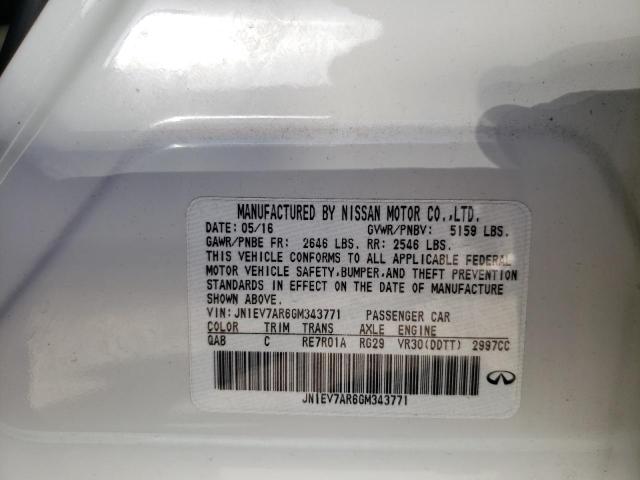 MANUFACTURED BY NISSAN MOTOR CO.,LTD.
DATE: 05/16 GVWR/PNBV: 5159 LBS.
GAWR/PNBE FR: 2646 LBS. RR: 2546 LBS.
THIS VEHICLE CONFORMS TO ALL APPLICABLE FEDERAL
MOTOR VEHICLE SAFETY,BUMPER,AND THEFT PREVENTION
STANDARDS IN EFFECT ON THE DATE OF MANUFACTURE
SHOWN ABOVE.
VIN:JN1EV7AR6GM343771 PASSENGER CAR
COLOR TRIM TRANS AXLE ENGINE
QAB C RE7R01A RG29 VR30(DDTT) 2997CC
JN1EV7AR6GM343771